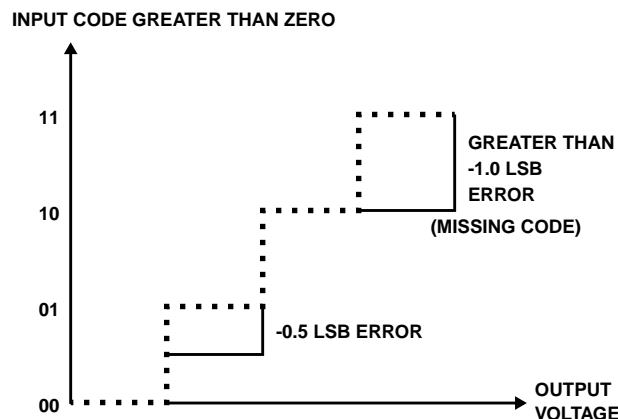 INPUT CODE GREATER THAN ZERO
11
GREATER THAN
-1.0 LSB
ERROR
10
(MISSING CODE)
01
-0.5 LSB ERROR
00
OUTPUT
VOLTAGE